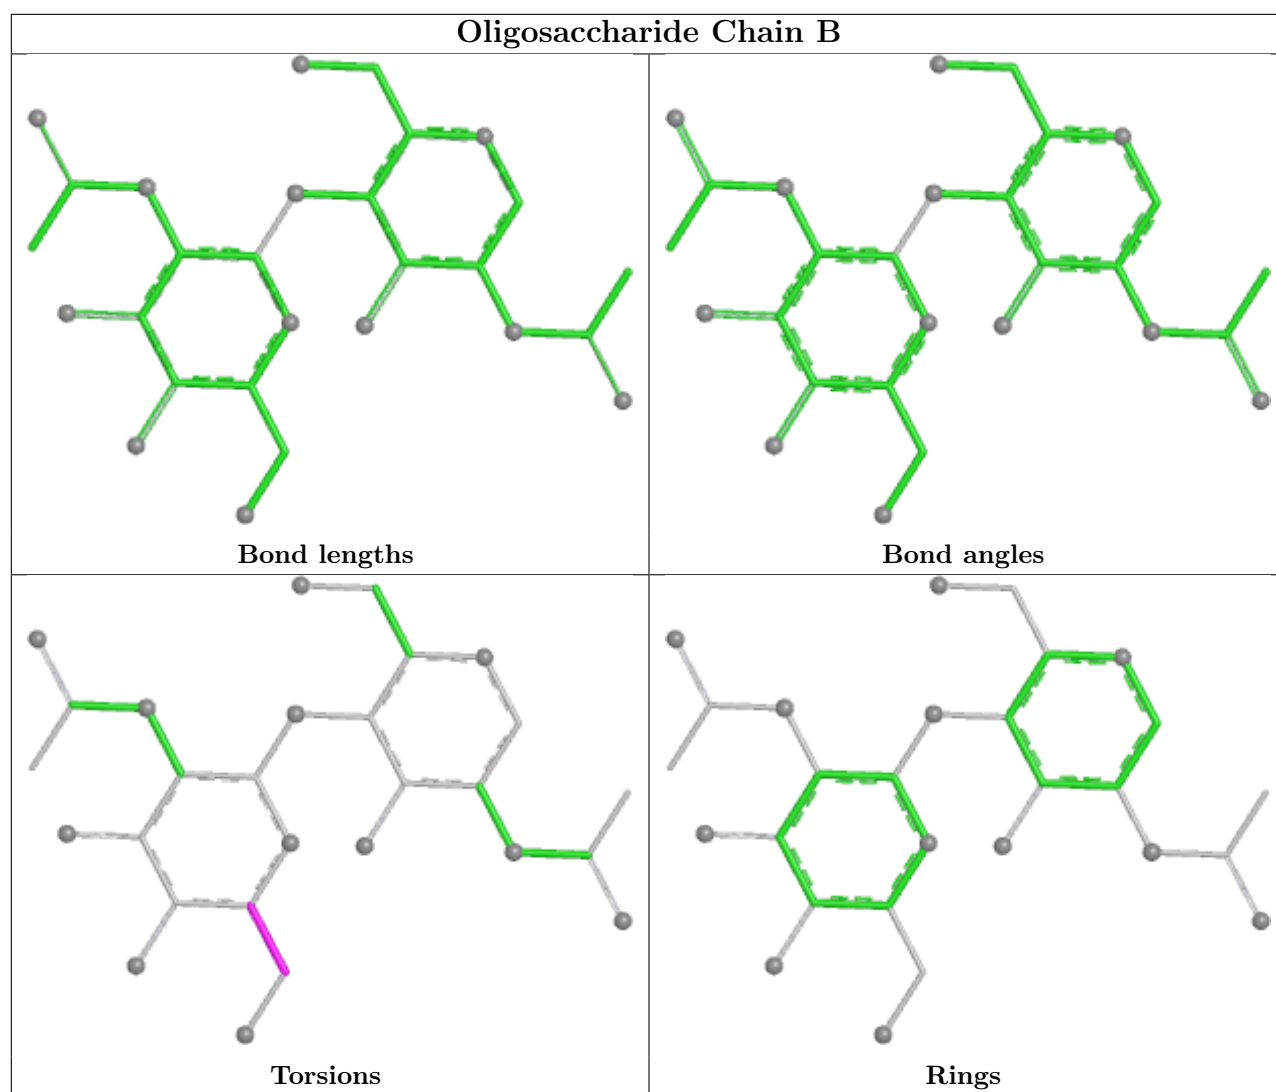 Oligosaccharide Chain B
Bond lengths
Bond angles
Torsions
Rings